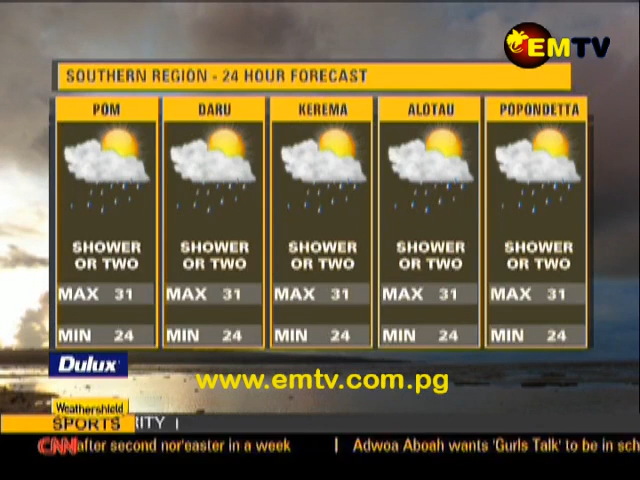 EMTV
SOUTHERN REGION - 24 HOUR FORECAST
POM DARU KEREMA ALOTAU POPONDETTA
SHOWER OR TWO
MAX 31
MIN 24
SHOWER OR TWO
MAX 31
MIN 24
SHOWER OR TWO
MAX 31
MIN 24
SHOWER OR TWO
MAX 31
MIN 24
SHOWER OR TWO
MAX 31
MIN 24
Dulux
www.emtv.com.pg
Weathershield
SPORTS RITY |
CNN after second nor'easter in a week | Adwoa Aboah wants 'Gurls Talk' to be in sch